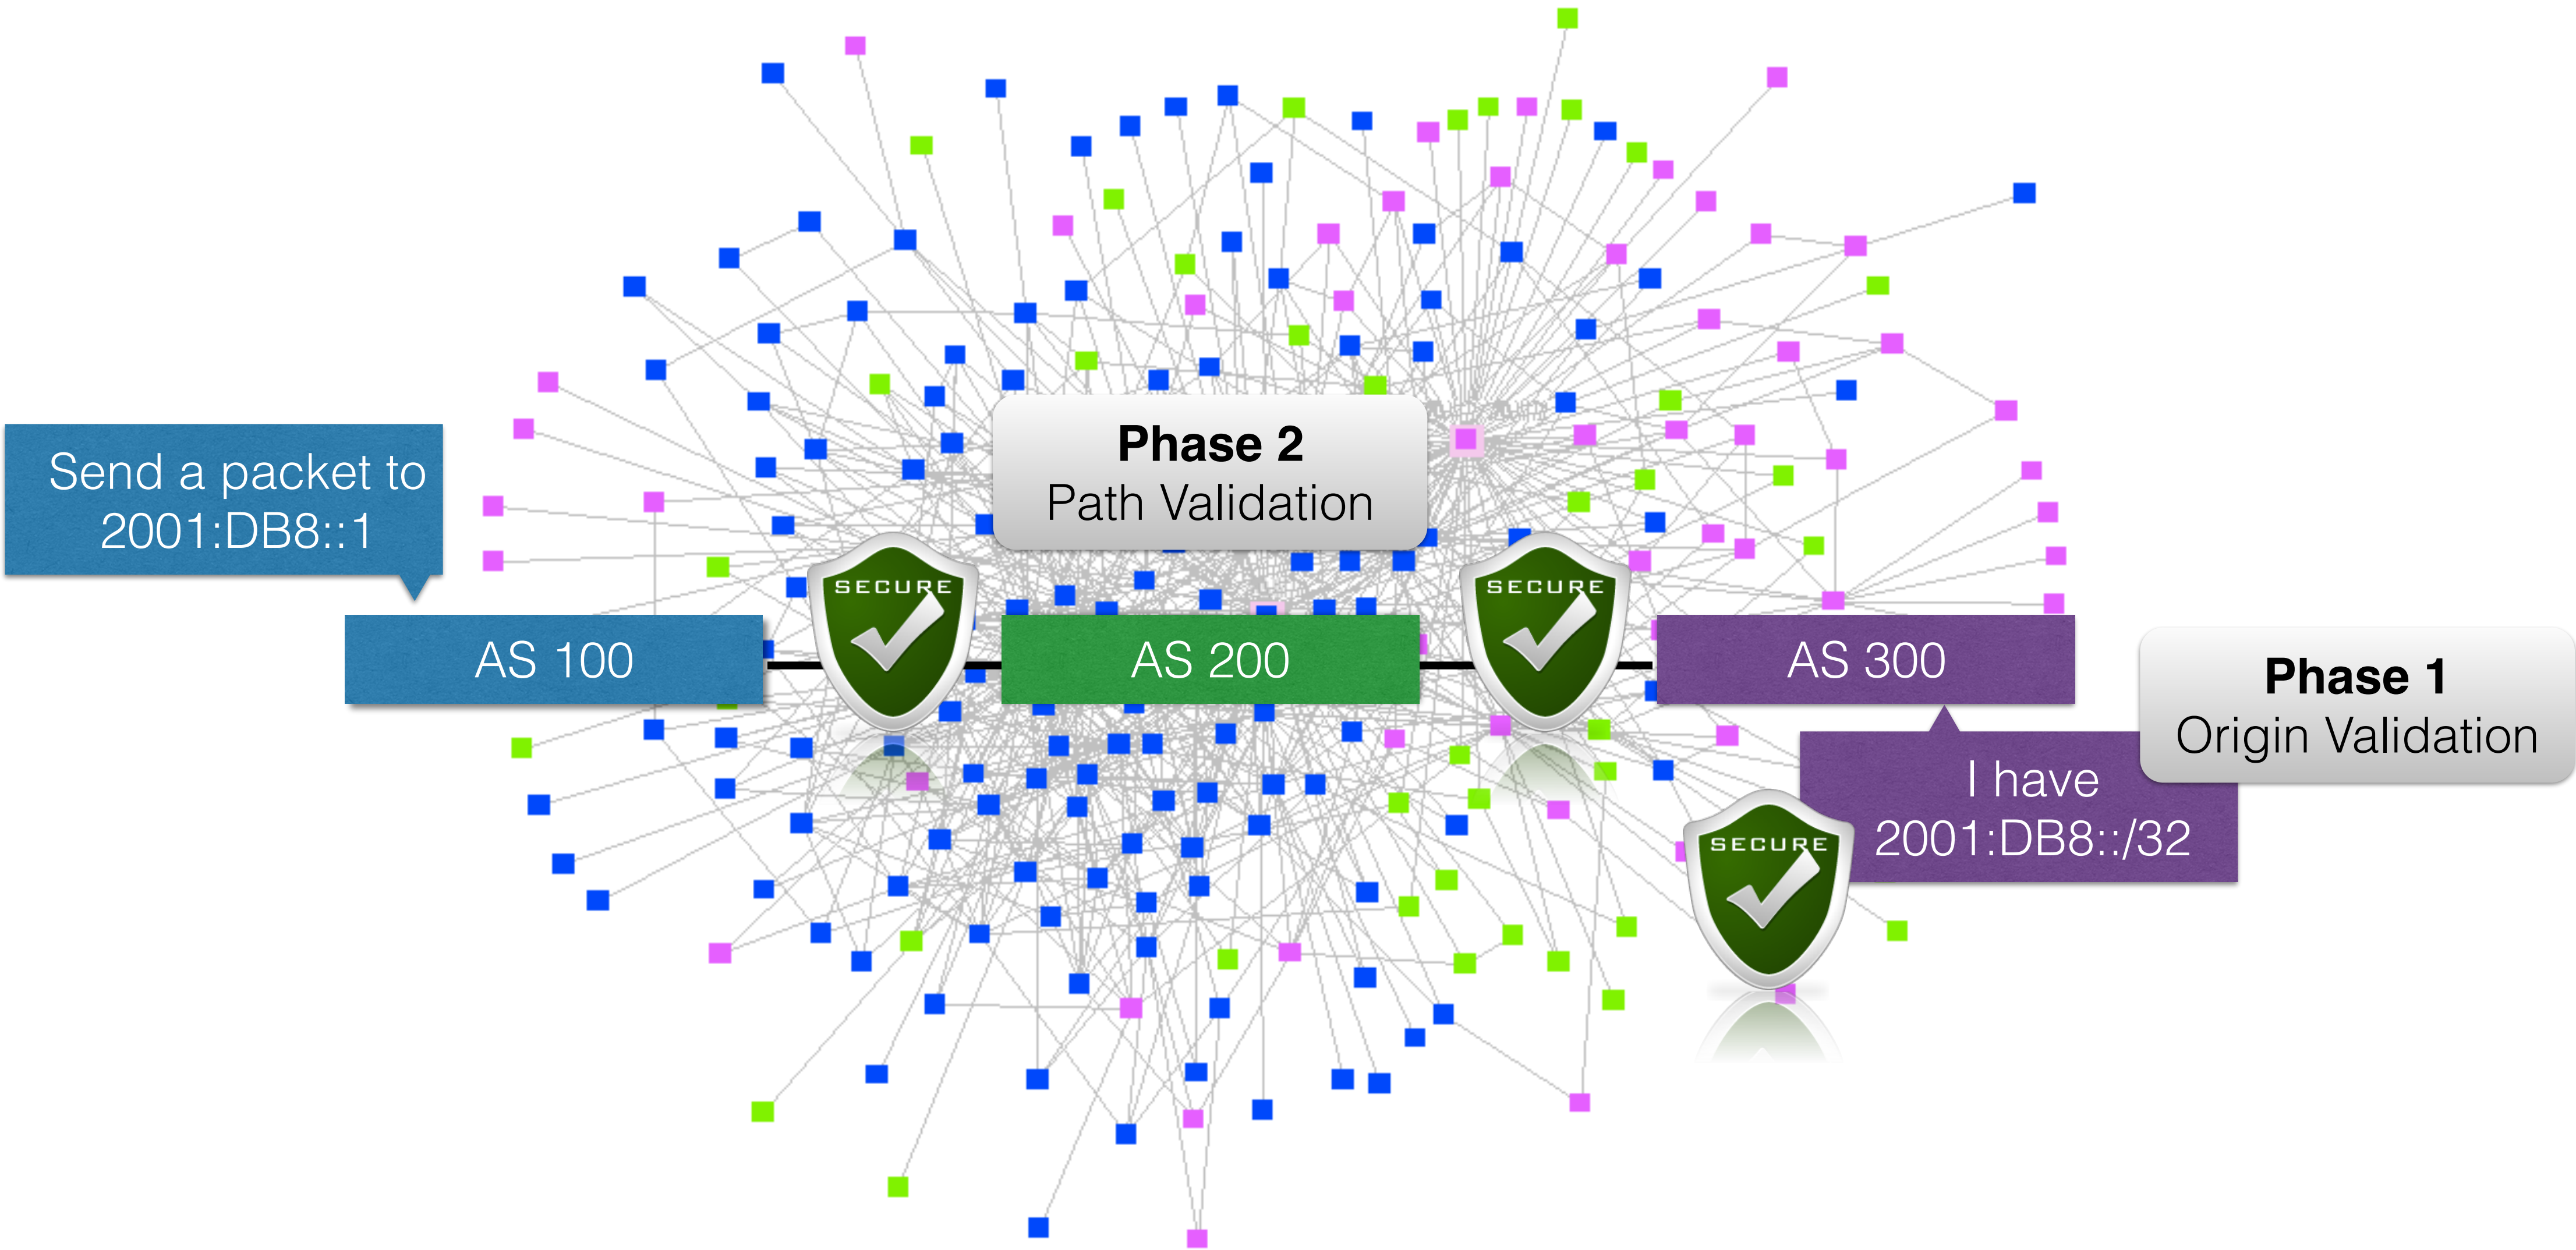 Phase 2
Path Validation
Send a packet to
2001:DB8::1
SECURE
SECURE
AS 100
AS 200
AS 300
Phase 1
Origin Validation
I have
2001:DB8::/32
SECURE